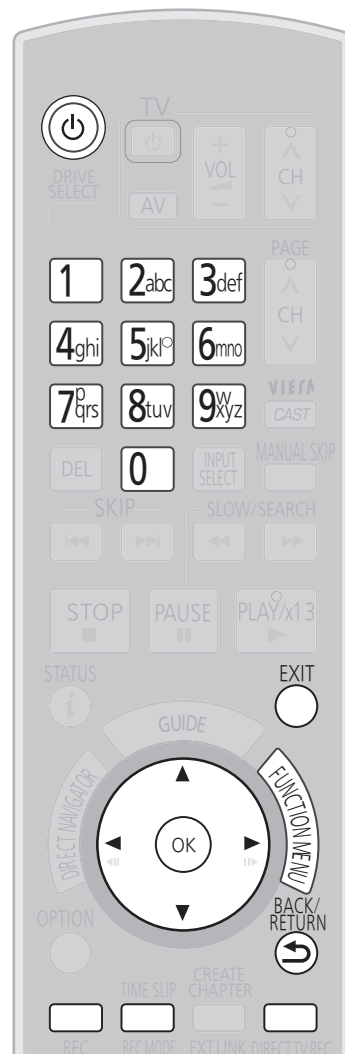 TV
DRIVE
SELECT
+
VOL
−
CH
AV
PAGE
CH
1
2abc
3def
4ghi
5jkl
6mno
7pqrs
8tuv
9wxyz
VIERA
CAST
DEL
0
INPUT
SELECT
MANUAL SKIP
SKIP
SLOW/SEARCH
STOP
PAUSE
PLAY/x1.3
STATUS
i
EXIT
GUIDE
DIRECT NAVIGATOR
FUNCTION MENU
OK
OPTION
BACK/
RETURN
TIME SLIP
CREATE
CHAPTER
REC
REC MODE
EXT LINK
DIRECT TV REC